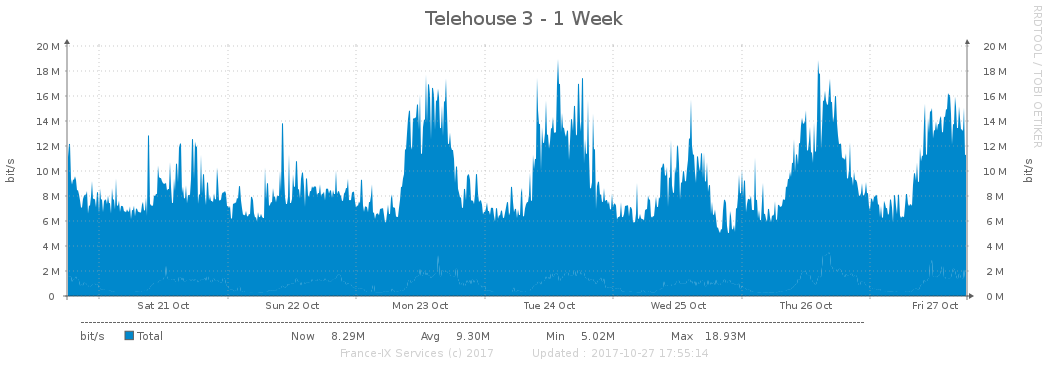 Telehouse 3 - 1 Week
RRDTOOL / TOBI OETIKER
bit/s
20 M 20 M
18 M 18 M
16 M 16 M
14 M 14 M
12 M 12 M
10 M 10 M
8 M 8 M
6 M 6 M
4 M 4 M
2 M 2 M
0 0 M
bit/s
Sat 21 Oct Sun 22 Oct Mon 23 Oct Tue 24 Oct Wed 25 Oct Thu 26 Oct Fri 27 Oct
bit/s Total Now 8.29M Avg 9.30M Min 5.02M Max 18.93M
France-IX Services (c) 2017 Updated : 2017-10-27 17:55:14